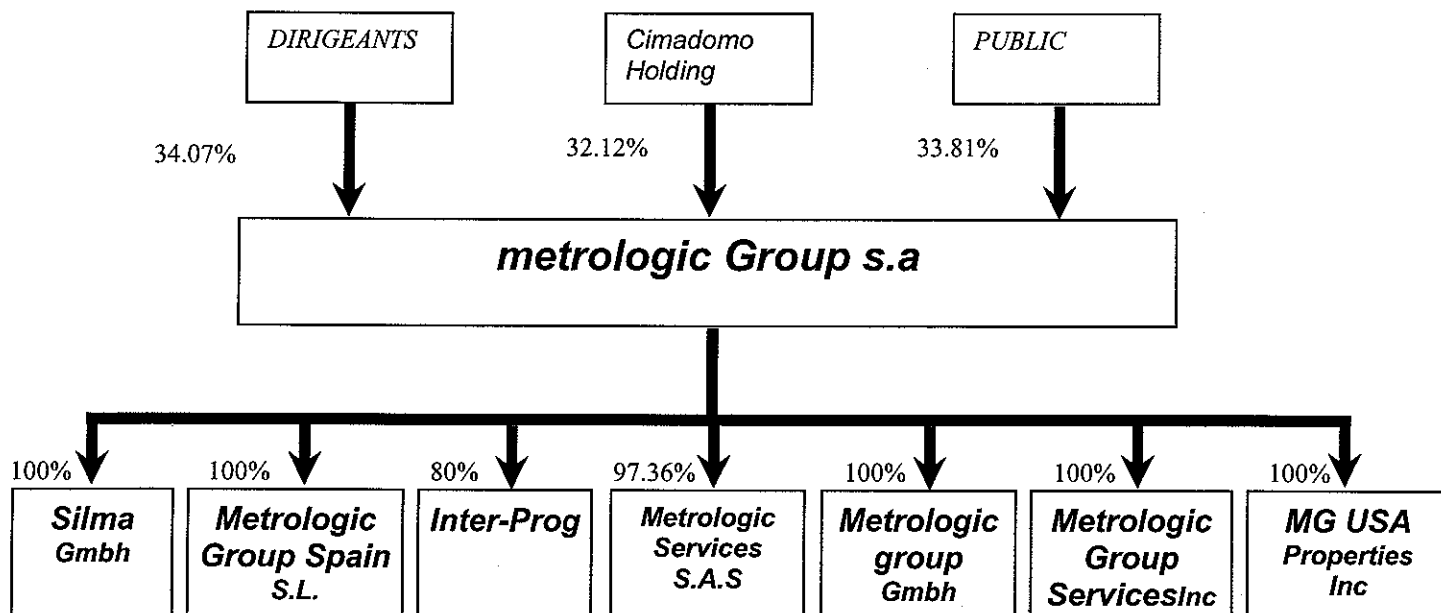 DIRIGEANTS
Cimadomo
Holding
PUBLIC
34.07%
32.12%
33.81%
metrologic Group s.a
100%
100%
80%
97.36%
100%
100%
100%
Silma
Gmbh
Metrologic
Group Spain
S.L.
Inter-Prog
Metrologic
Services
S.A.S
Metrologic
group
Gmbh
Metrologic
Group
ServicesInc
MG USA
Properties
Inc